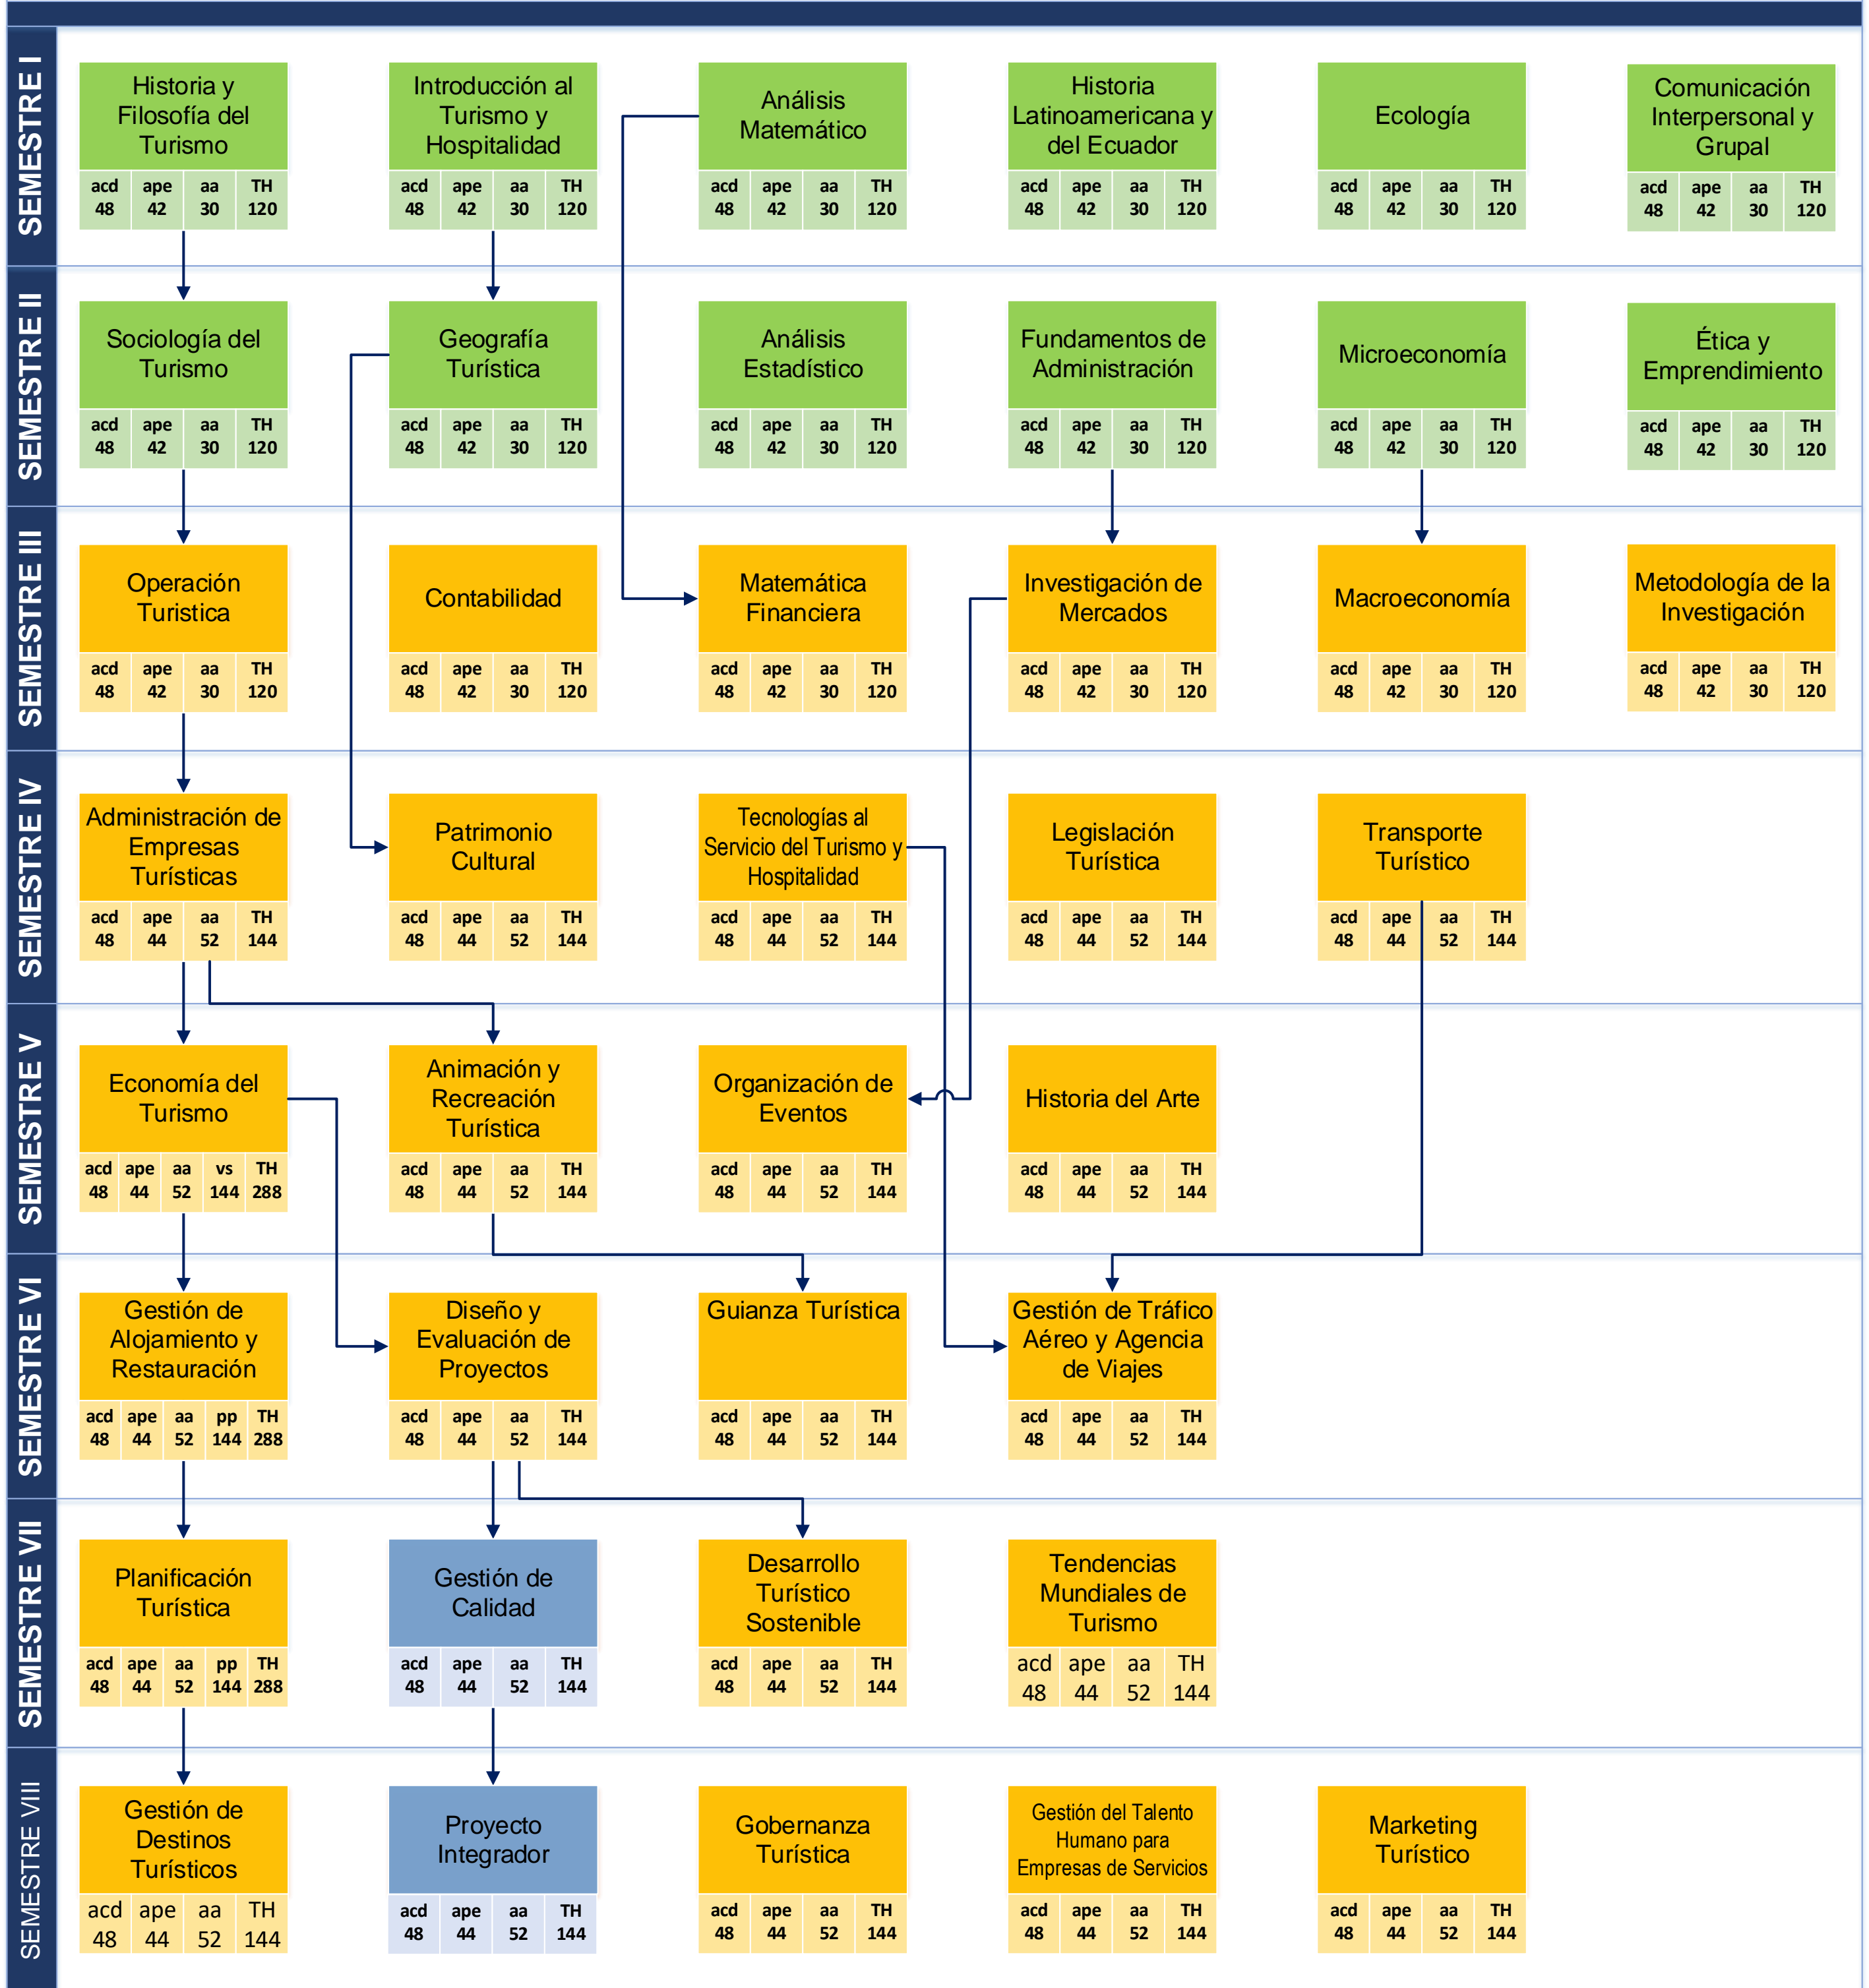 SEMESTRE I
Historia y
Filosofía del
Turismo
acd ape aa TH
48 42 30 120
Introducción al
Turismo y
Hospitalidad
acd ape aa TH
48 42 30 120
Análisis
Matemático
acd ape aa TH
48 42 30 120
Historia
Latinoamericana y
del Ecuador
acd ape aa TH
48 42 30 120
Ecología
acd ape aa TH
48 42 30 120
Comunicación
Interpersonal y
Grupal
acd ape aa TH
48 42 30 120
SEMESTRE II
Sociología del
Turismo
acd ape aa TH
48 42 30 120
Geografía
Turística
acd ape aa TH
48 42 30 120
Análisis
Estadístico
acd ape aa TH
48 42 30 120
Fundamentos de
Administración
acd ape aa TH
48 42 30 120
Microeconomía
acd ape aa TH
48 42 30 120
Ética y
Emprendimiento
acd ape aa TH
48 42 30 120
SEMESTRE III
Operación
Turistica
acd ape aa TH
48 42 30 120
Contabilidad
acd ape aa TH
48 42 30 120
Matemática
Financiera
acd ape aa TH
48 42 30 120
Investigación de
Mercados
acd ape aa TH
48 42 30 120
Macroeconomía
acd ape aa TH
48 42 30 120
Metodología de la
Investigación
acd ape aa TH
48 42 30 120
SEMESTRE IV
Administración de
Empresas
Turísticas
acd ape aa TH
48 44 52 144
Patrimonio
Cultural
acd ape aa TH
48 44 52 144
Tecnologías al
Servicio del Turismo y
Hospitalidad
acd ape aa TH
48 44 52 144
Legislación
Turística
acd ape aa TH
48 44 52 144
Transporte
Turístico
acd ape aa TH
48 44 52 144
SEMESTRE V
Economía del
Turismo
acd ape aa vs TH
48 44 52 144 288
Animación y
Recreación
Turística
acd ape aa TH
48 44 52 144
Organización de
Eventos
acd ape aa TH
48 44 52 144
Historia del Arte
acd ape aa TH
48 44 52 144
SEMESTRE VI
Gestión de
Alojamiento y
Restauración
acd ape aa pp TH
48 44 52 144 288
Diseño y
Evaluación de
Proyectos
acd ape aa TH
48 44 52 144
Guianza Turística
acd ape aa TH
48 44 52 144
Gestión de Tráfico
Aéreo y Agencia
de Viajes
acd ape aa TH
48 44 52 144
SEMESTRE VII
Planificación
Turística
acd ape aa pp TH
48 44 52 144 288
Gestión de
Calidad
acd ape aa TH
48 44 52 144
Desarrollo
Turístico
Sostenible
acd ape aa TH
48 44 52 144
Tendencias
Mundiales de
Turismo
acd ape aa TH
48 44 52 144
SEMESTRE VIII
Gestión de
Destinos
Turísticos
acd ape aa TH
48 44 52 144
Proyecto
Integrador
acd ape aa TH
48 44 52 144
Gobernanza
Turística
acd ape aa TH
48 44 52 144
Gestión del Talento
Humano para
Empresas de Servicios
acd ape aa TH
48 44 52 144
Marketing
Turístico
acd ape aa TH
48 44 52 144